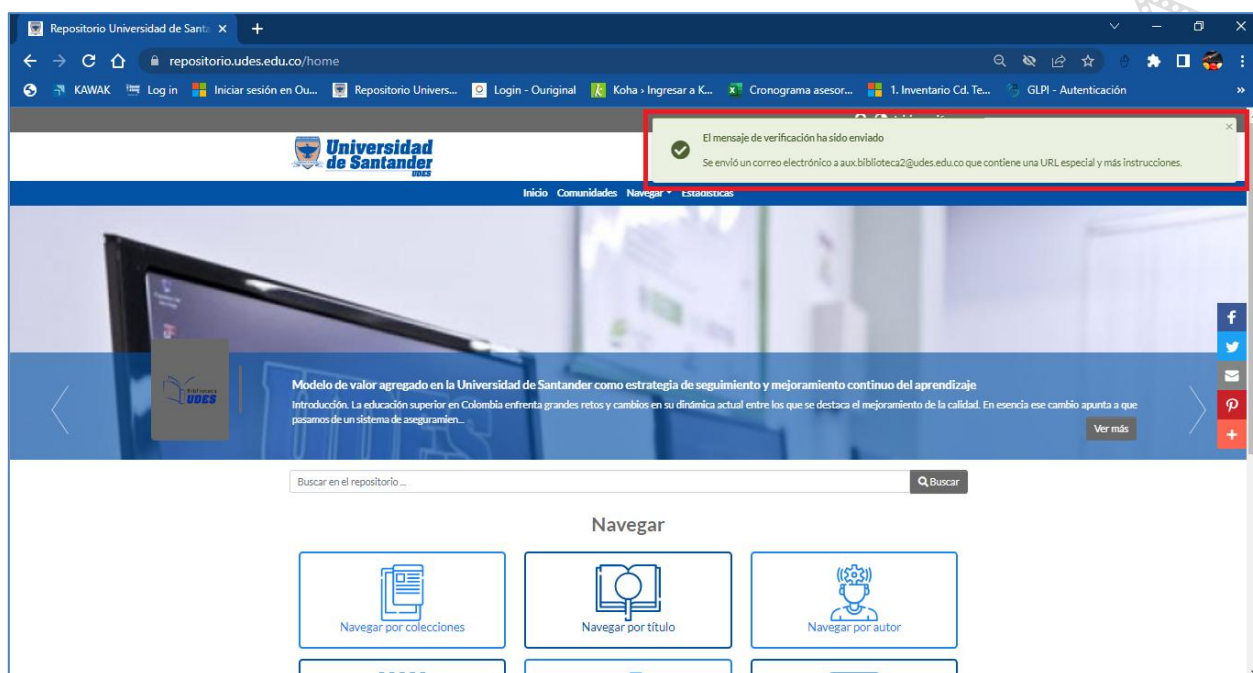 Repositorio Universidad de Santa
repositorio.udes.edu.co/home
KAWAK Log in Iniciar sesión en Ou... Repositorio Univers... Login - Ouriginal Koha › Ingresar a K... Cronograma asesor... 1. Inventario Cd. Te... GLPI - Autenticación »
Universidad
de Santander
UDES
El mensaje de verificación ha sido enviado
Se envió un correo electrónico a aux.biblioteca2@udes.edu.co que contiene una URL especial y más instrucciones.
Inicio Comunidades Navegar Estadísticas
Biblioteca
UDES
Modelo de valor agregado en la Universidad de Santander como estrategia de seguimiento y mejoramiento continuo del aprendizaje
Introducción. La educación superior en Colombia enfrenta grandes retos y cambios en su dinámica actual entre los que se destaca el mejoramiento de la calidad. En esencia ese cambio apunta a que
pasamos de un sistema de aseguramien...
Ver más
Buscar en el repositorio ...
Buscar
Navegar
Navegar por colecciones
Navegar por título
Navegar por autor